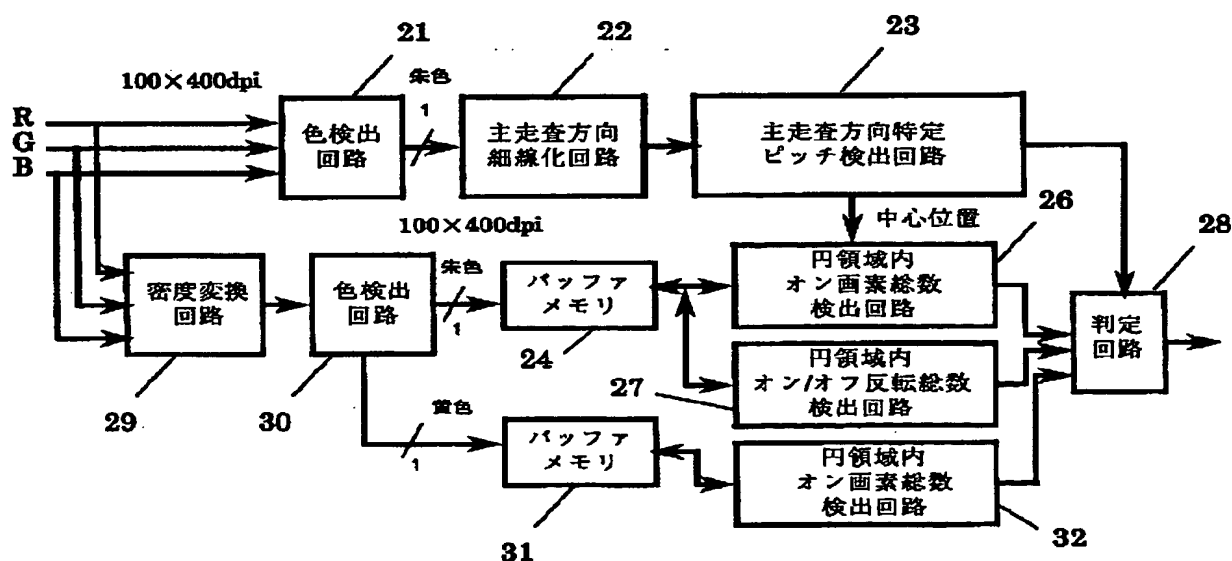 21
22
23
100×400dpi
朱色
1
R
G
B
色検出
回路
主走査方向
細線化回路
主走査方向特定
ピッチ検出回路
中心位置
26
28
100×400dpi
朱色
1
密度変換
回路
色検出
回路
バッファ
メモリ
円領域内
オン画素総数
検出回路
判定
回路
24
29
30
黄色
1
27
円領域内
オン/オフ反転総数
検出回路
バッファ
メモリ
円領域内
オン画素総数
検出回路
31
32